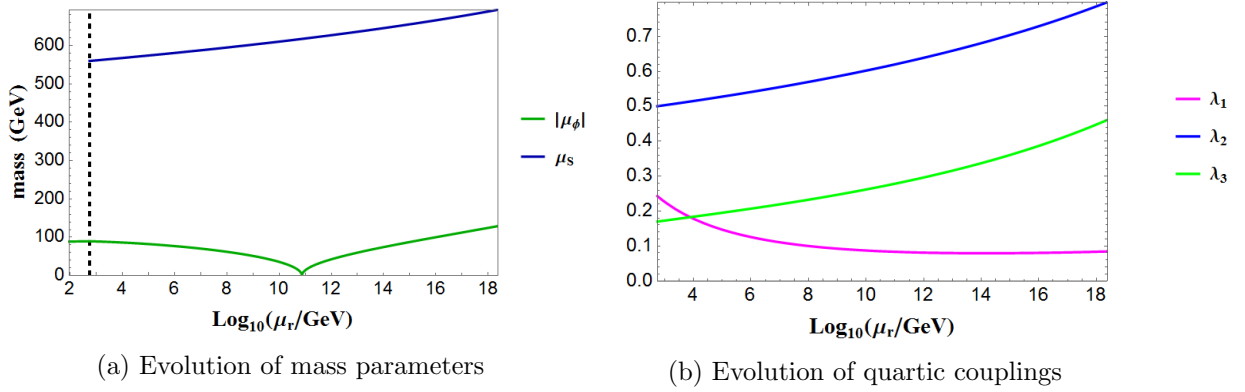 600
500
400
300
200
100
0
mass (GeV)
2 4 6 8 10 12 14 16 18
Log10(μr/GeV)
|μϕ|
μS
(a) Evolution of mass parameters
0.7
0.6
0.5
0.4
0.3
0.2
0.1
0.0
4 6 8 10 12 14 16 18
Log10(μr/GeV)
λ1
λ2
λ3
(b) Evolution of quartic couplings